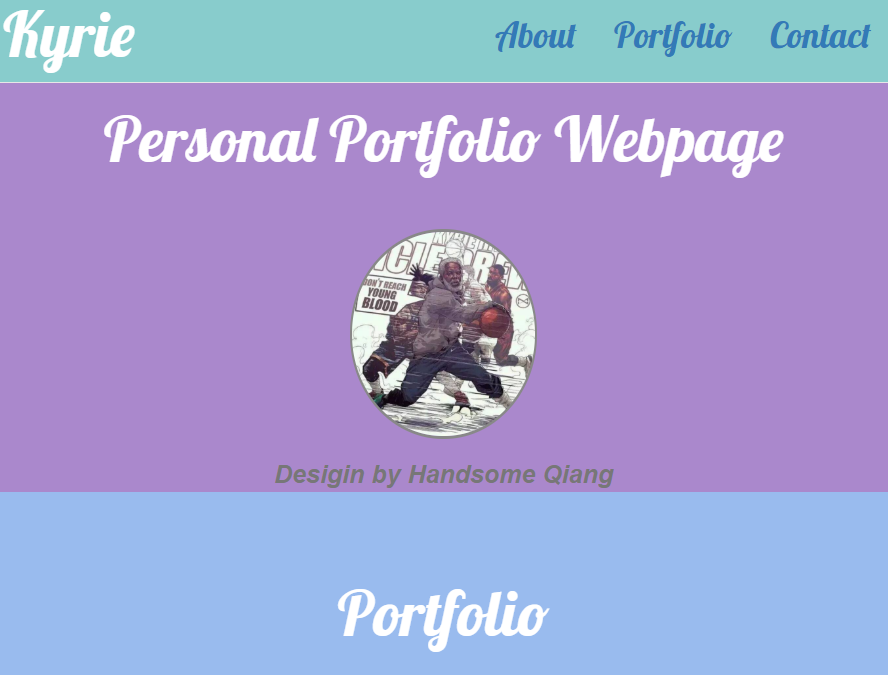 Kyrie
About Portfolio Contact
Personal Portfolio Webpage
DON'T REACH
YOUNG
BLOOD
Desigin by Handsome Qiang
Portfolio